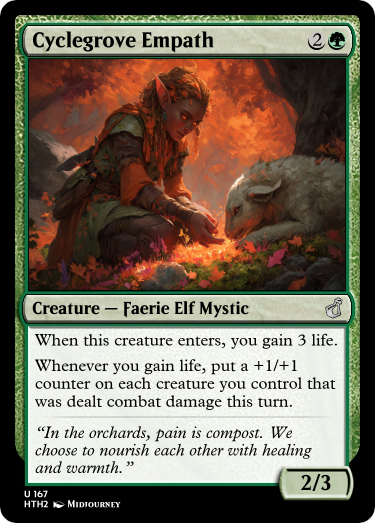 Cyclegrove Empath 2
Creature — Faerie Elf Mystic
When this creature enters, you gain 3 life.
Whenever you gain life, put a +1/+1
counter on each creature you control that
was dealt combat damage this turn.
“In the orchards, pain is compost. We
choose to nourish each other with healing
and warmth.”
2/3
U 167
HTH2 Midjourney